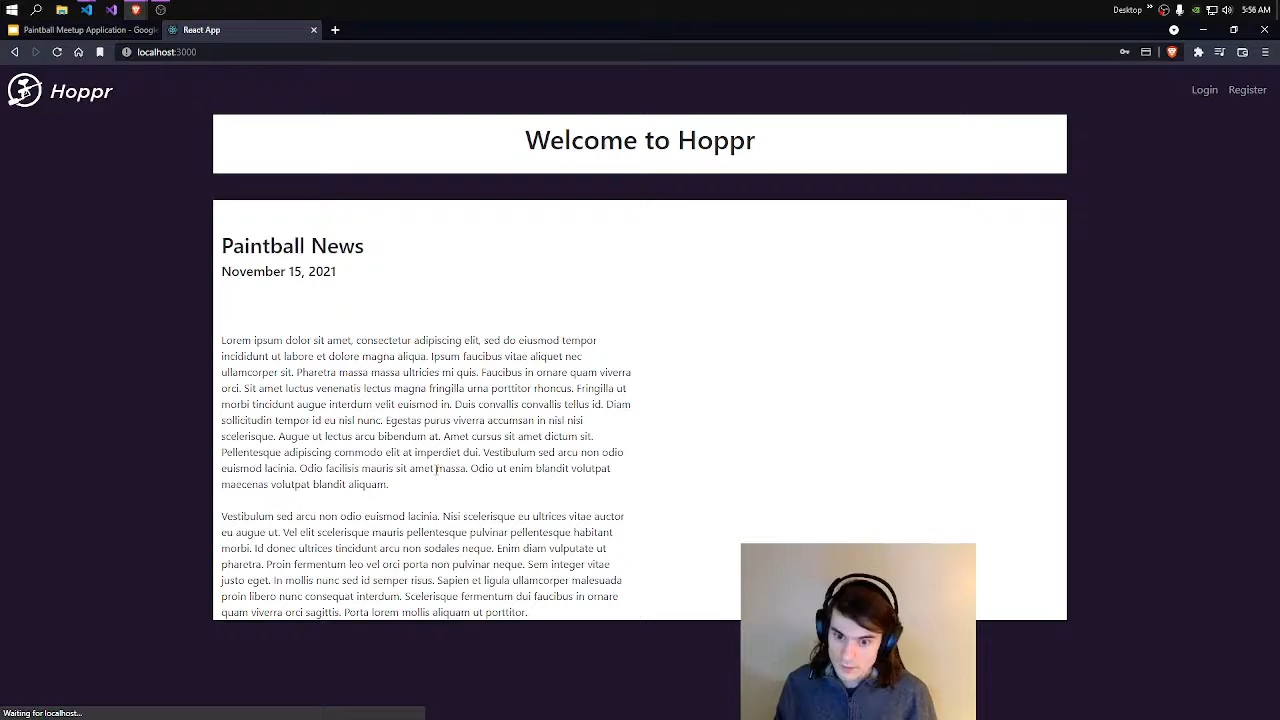 Desktop
5:56 AM
Paintball Meetup Application - Google
React App
localhost:3000
Hoppr
Login
Register
Welcome to Hoppr
Paintball News
November 15, 2021
Lorem ipsum dolor sit amet, consectetur adipiscing elit, sed do eiusmod tempor
incididunt ut labore et dolore magna aliqua. Ipsum faucibus vitae aliquet nec
ullamcorper sit. Pharetra massa massa ultricies mi quis. Faucibus in ornare quam viverra
orci. Sit amet luctus venenatis lectus magna fringilla urna porttitor rhoncus. Fringilla ut
morbi tincidunt augue interdum velit euismod in. Duis convallis convallis tellus id. Diam
sollicitudin tempor id eu nisl nunc. Egestas purus viverra accumsan in nisl nisi
scelerisque. Augue ut lectus arcu bibendum at. Amet cursus sit amet dictum sit.
Pellentesque adipiscing commodo elit at imperdiet dui. Vestibulum sed arcu non odio
euismod lacinia. Odio facilisis mauris sit amet massa. Odio ut enim blandit volutpat
maecenas volutpat blandit aliquam.
Vestibulum sed arcu non odio euismod lacinia. Nisi scelerisque eu ultrices vitae auctor
eu augue ut. Vel elit scelerisque mauris pellentesque pulvinar pellentesque habitant
morbi. Id donec ultrices tincidunt arcu non sodales neque. Enim diam vulputate ut
pharetra. Proin fermentum leo vel orci porta non pulvinar neque. Sem integer vitae
justo eget. In mollis nunc sed id semper risus. Sapien et ligula ullamcorper malesuada
proin libero nunc consequat interdum. Scelerisque fermentum dui faucibus in ornare
quam viverra orci sagittis. Porta lorem mollis aliquam ut porttitor.
Waiting for localhost...